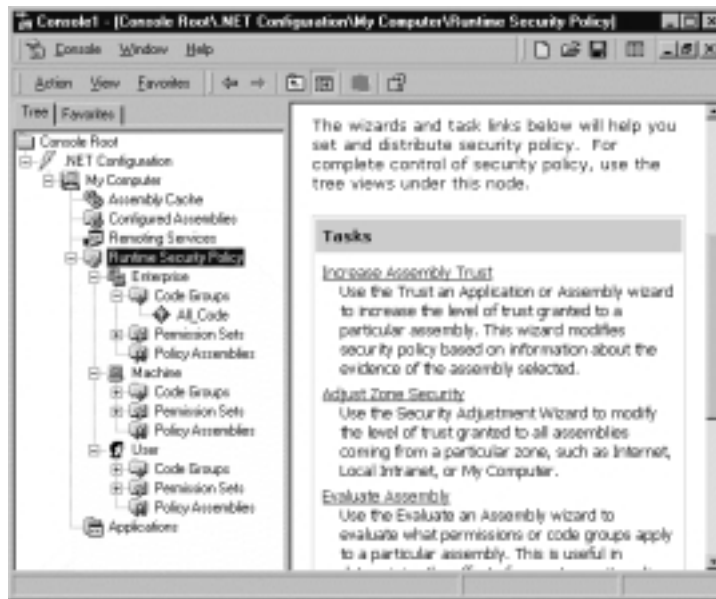 Console1 - [Console Root\.NET Configuration\My Computer\Runtime Security Policy]
Console Window Help
Action View Favorites
Tree Favorites
Console Root
.NET Configuration
My Computer
Assembly Cache
Configured Assemblies
Remoting Services
Runtime Security Policy
Enterprise
Code Groups
All_Code
Permission Sets
Policy Assemblies
Machine
Code Groups
Permission Sets
Policy Assemblies
User
Code Groups
Permission Sets
Policy Assemblies
Applications
The wizards and task links below will help you
set and distribute security policy. For
complete control of security policy, use the
tree views under this node.
Tasks
Increase Assembly Trust
Use the Trust an Application or Assembly wizard
to increase the level of trust granted to a
particular assembly. This wizard modifies
security policy based on information about the
evidence of the assembly selected.
Adjust Zone Security
Use the Security Adjustment Wizard to modify
the level of trust granted to all assemblies
coming from a particular zone, such as Internet,
Local Intranet, or My Computer.
Evaluate Assembly
Use the Evaluate an Assembly wizard to
evaluate what permissions or code groups apply
to a particular assembly. This is useful in